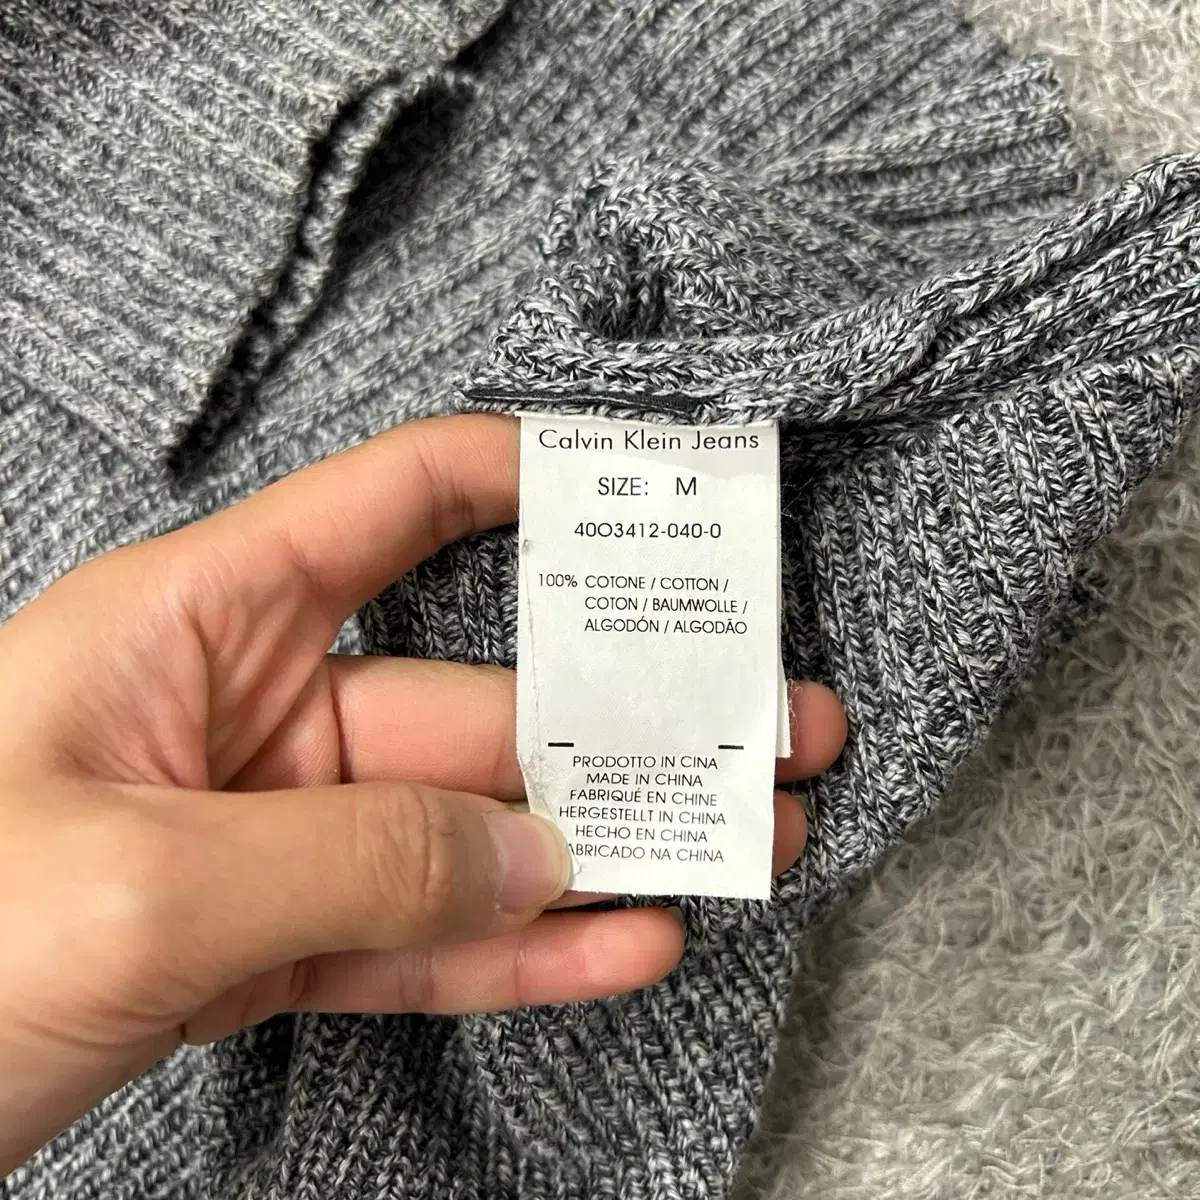 Calvin Klein Jeans
SIZE: M
40O3412-040-0
100% COTONE / COTTON /
COTON / BAUMWOLLE /
ALGODÓN / ALGODÃO
PRODOTTO IN CINA
MADE IN CHINA
FABRIQUÉ EN CHINE
HERGESTELLT IN CHINA
HECHO EN CHINA
ABRICADO NA CHINA